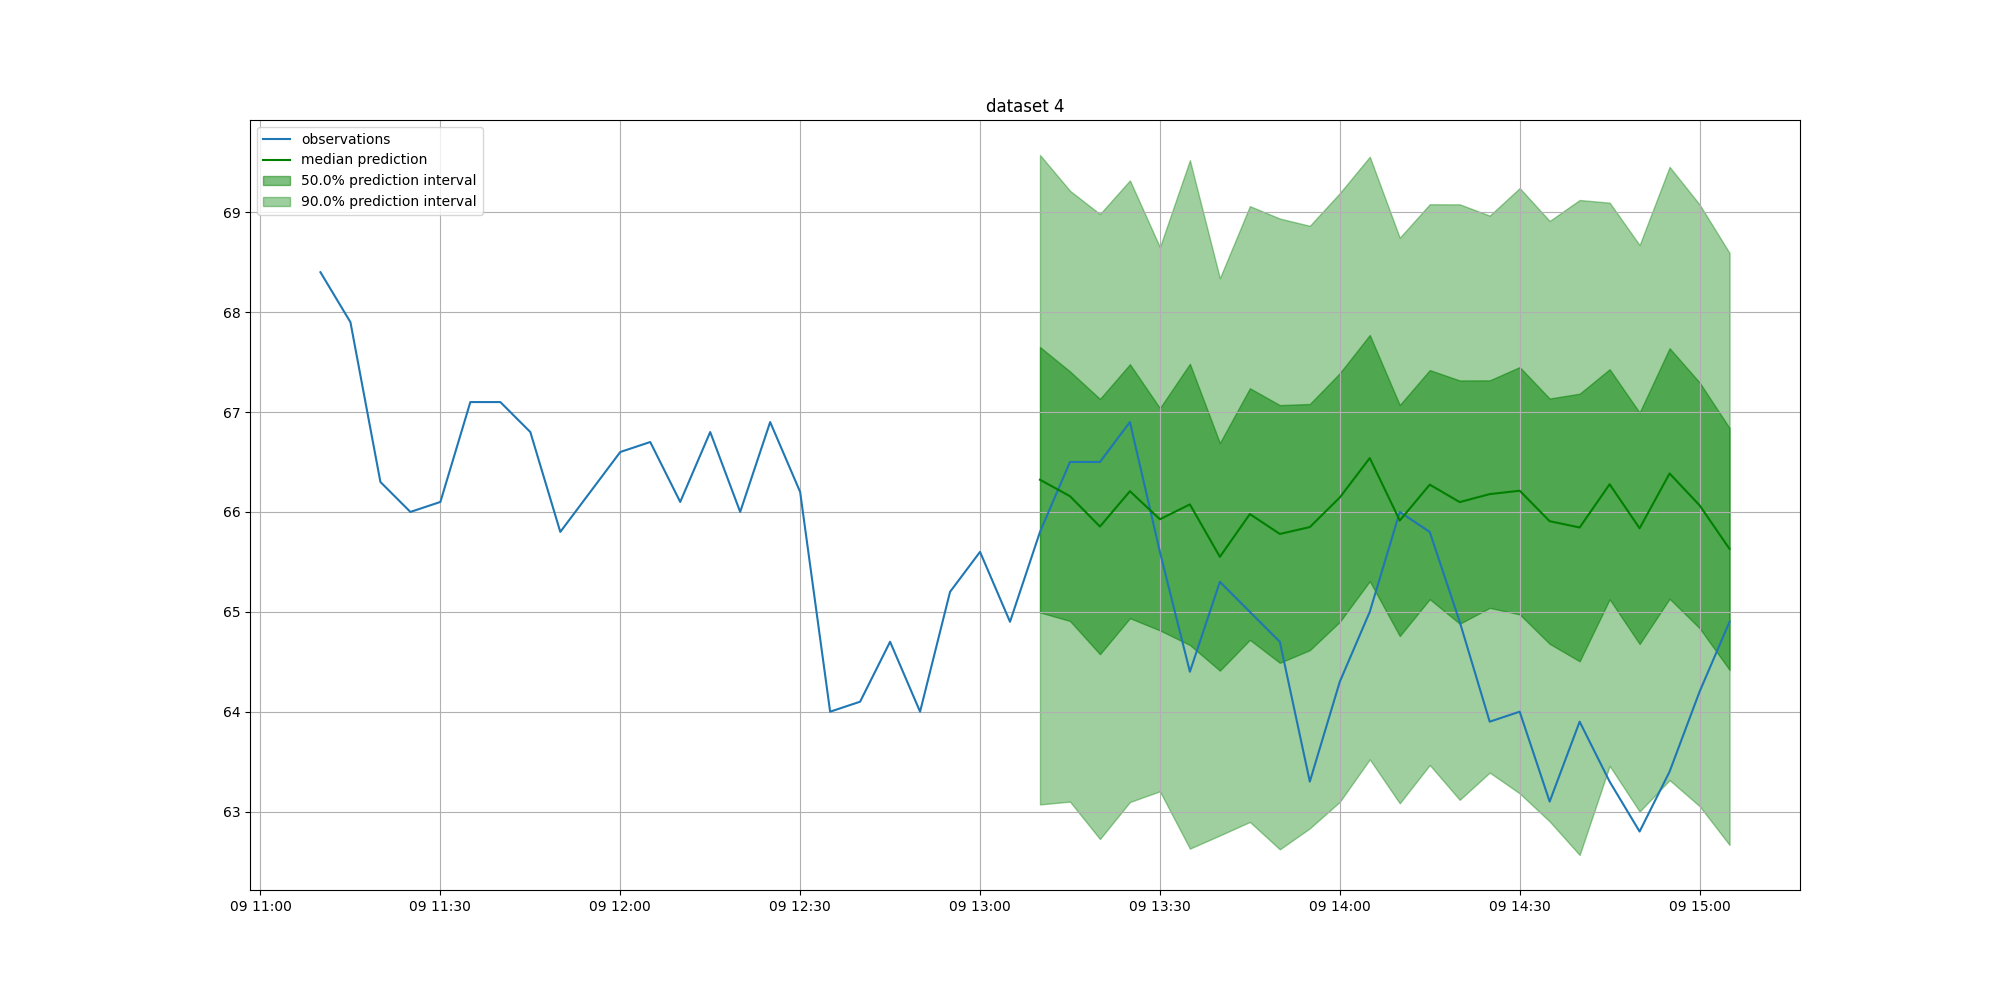 dataset 4
observations
median prediction
50.0% prediction interval
90.0% prediction interval
69
68
67
66
65
64
63
09 11:00 09 11:30 09 12:00 09 12:30 09 13:00 09 13:30 09 14:00 09 14:30 09 15:00